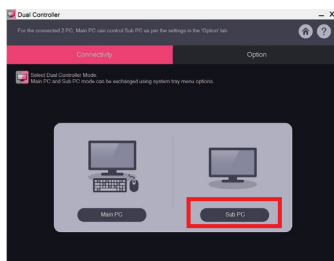 Dual Controller
For the connected 2 PC, Main PC can control Sub PC as per the settings in the 'Option' tab
Connectivity
Option
Select Dual Controller Mode.
Main PC and Sub PC mode can be exchanged using system tray menu options.
Main PC
Sub PC